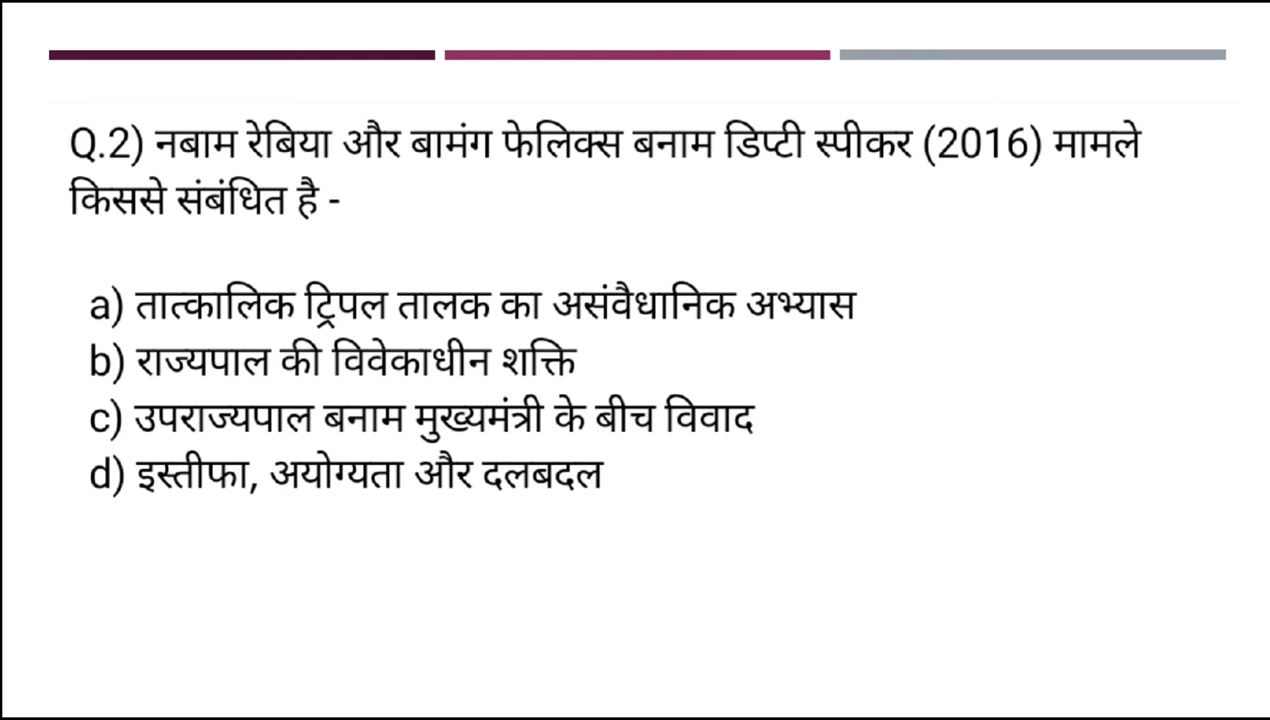 Q.2) नबाम रेबिया और बामंग फेलिक्स बनाम डिप्टी स्पीकर (2016) मामले
किससे संबंधित है -
a) तात्कालिक ट्रिपल तालक का असंवैधानिक अभ्यास
b) राज्यपाल की विवेकाधीन शक्ति
c) उपराज्यपाल बनाम मुख्यमंत्री के बीच विवाद
d) इस्तीफा, अयोग्यता और दलबदल